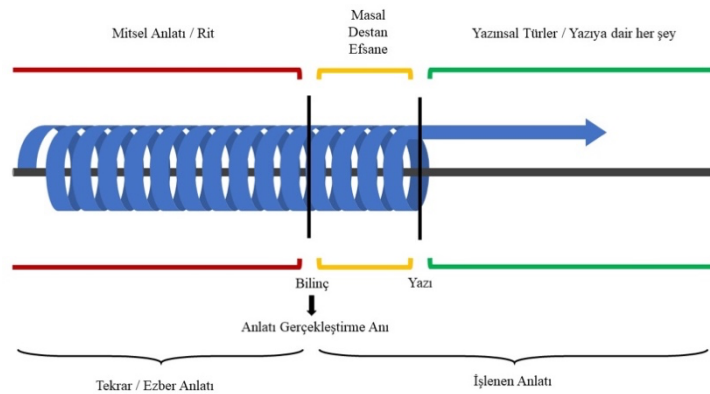 Mitsel Anlatı / Rit
Masal
Destan
Efsane
Yazınsal Türler / Yazıya dair her şey
Bilinç
Yazı
Anlatı Gerçekleştirme Anı
Tekrar / Ezber Anlatı
İşlenen Anlatı